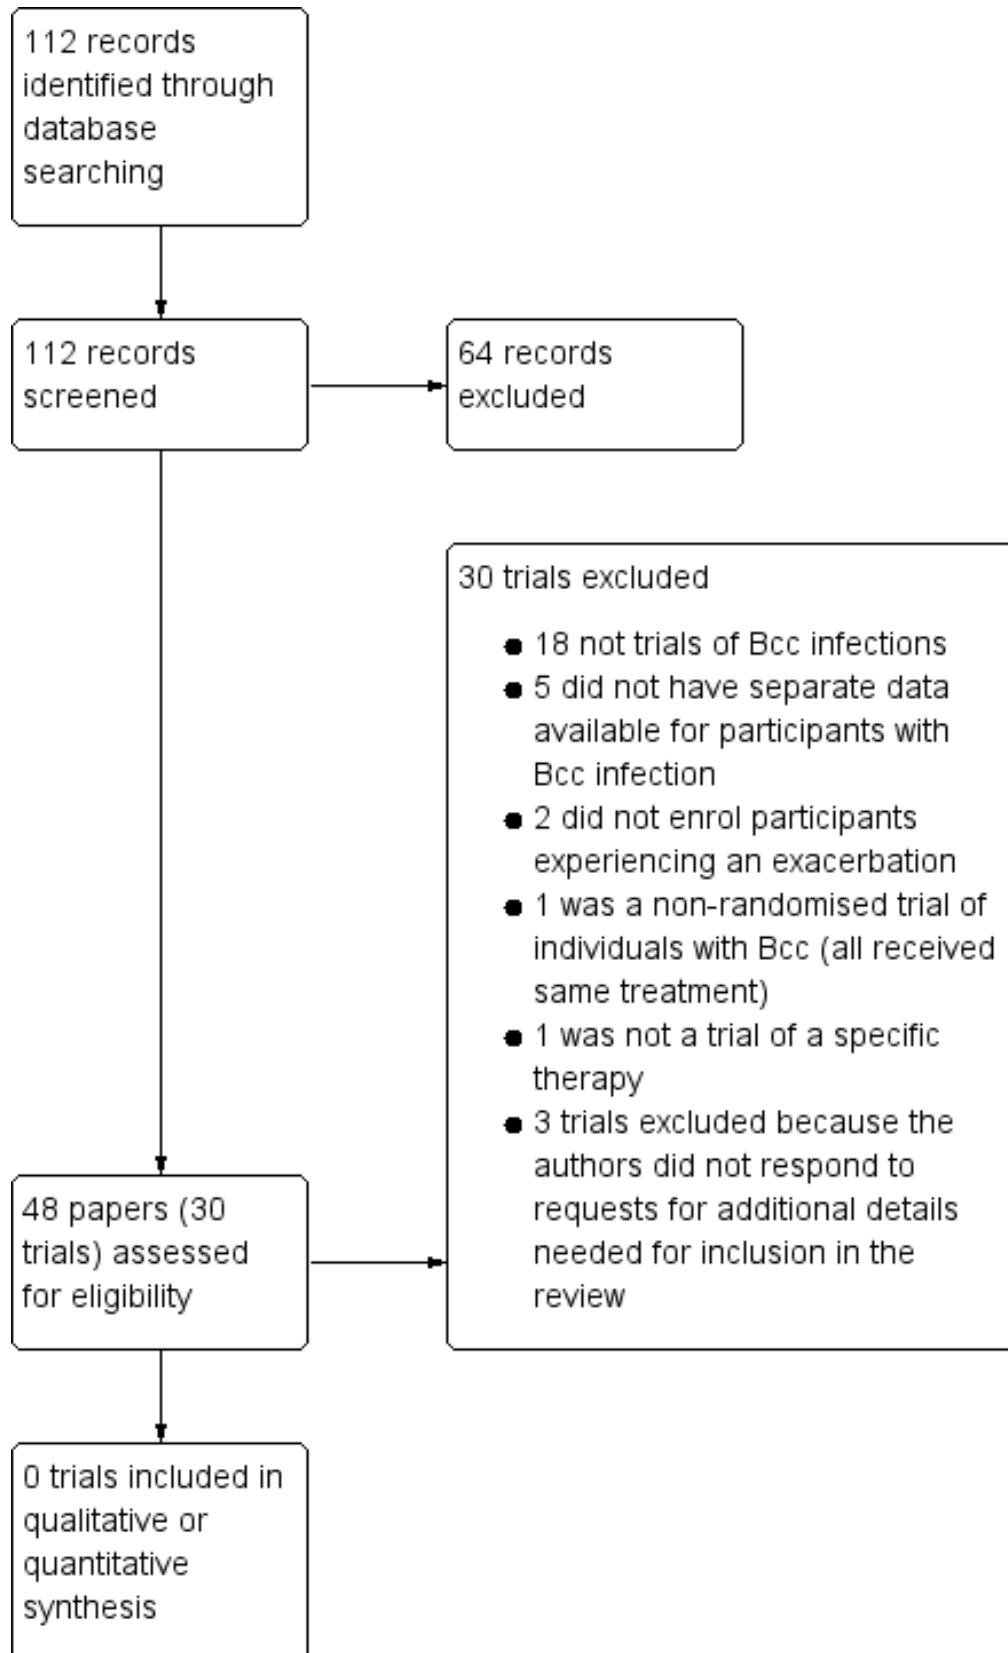 112 records
identified through
database
searching
112 records
screened
64 records
excluded
30 trials excluded
● 18 not trials of Bcc infections
● 5 did not have separate data
available for participants with
Bcc infection
● 2 did not enrol participants
experiencing an exacerbation
● 1 was a non-randomised trial of
individuals with Bcc (all received
same treatment)
● 1 was not a trial of a specific
therapy
● 3 trials excluded because the
authors did not respond to
requests for additional details
needed for inclusion in the
review
48 papers (30
trials) assessed
for eligibility
0 trials included in
qualitative or
quantitative
synthesis